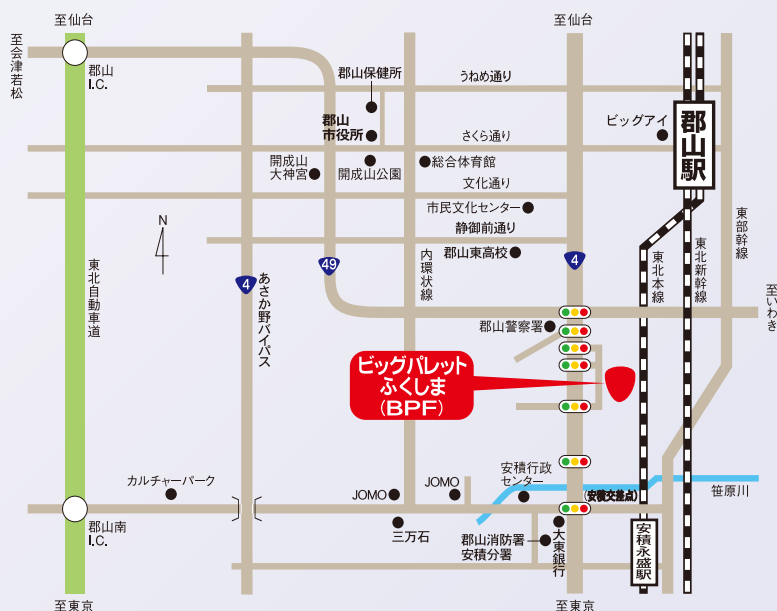 至仙台
至仙台
至会津若松
郡山
I.C.
郡山保健所
うねめ通り
郡山
市役所
ビッグアイ
郡山駅
さくら通り
開成山
大神宮
開成山公園
総合体育館
文化通り
市民文化センター
静御前通り
郡山東高校
N
東北自動車道
4
あさか野バイパス
49
内環状線
4
東北本線
東北新幹線
東部幹線
至いわき
郡山警察署
ビッグパレット
ふくしま
(BPF)
カルチャーパーク
JOMO
JOMO
安積行政
センター
(安積交差点)
笹原川
郡山南
I.C.
三万石
郡山消防署
安積分署
大東銀行
安積永盛駅
至東京
至東京